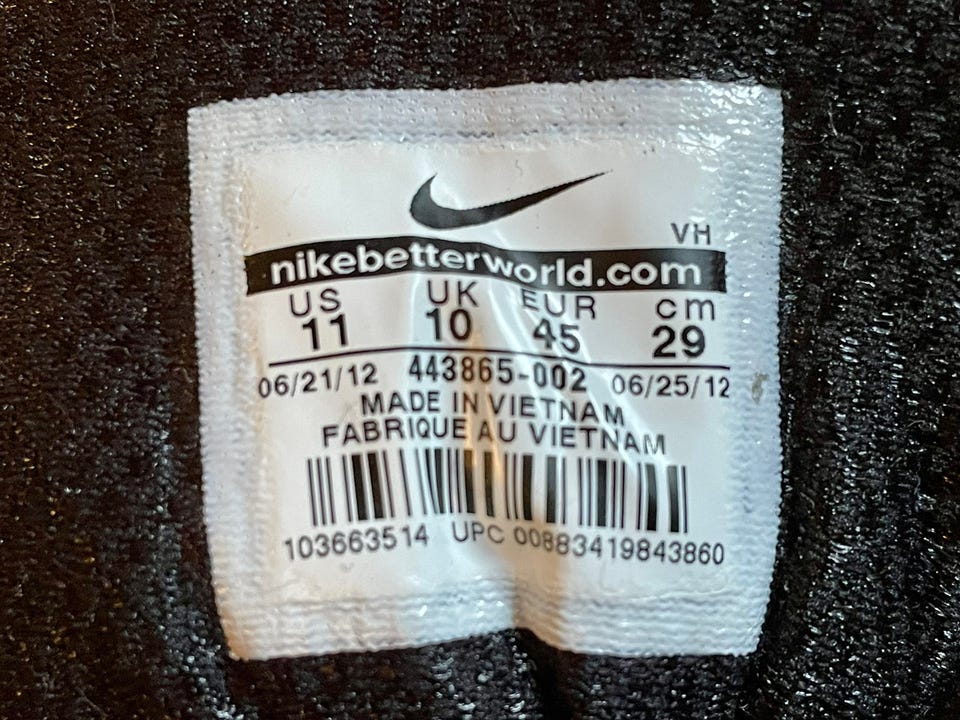 VH
nikebetterworld.com
US UK EUR cm
11 10 45 29
06/21/12 443865-002 06/25/12
MADE IN VIETNAM
FABRIQUE AU VIETNAM
103663514 UPC 00883419843860